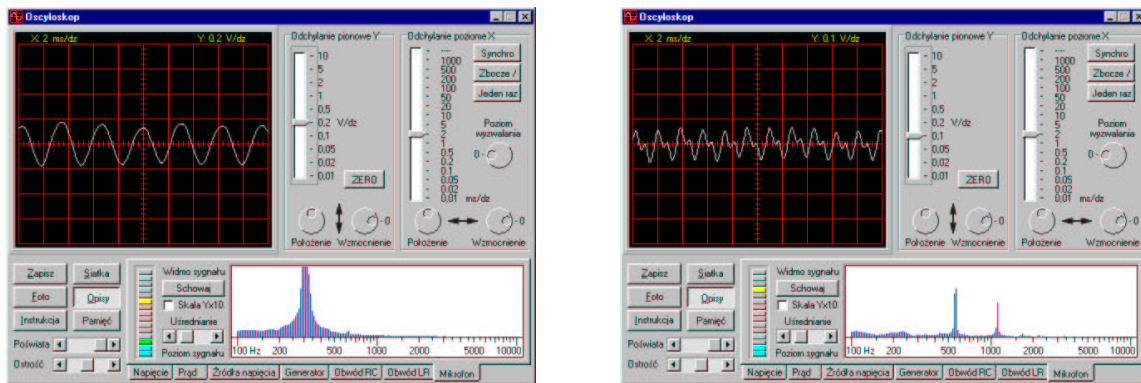 Oscyloskop
X: 2 ms/dz Y: 0.2 V/dz
Odchylanie pionowe Y
10
5
2
1
0,5
0,2 V/dz
0,1
0,05
0,02
0,01
ZERO
Położenie Wzmocnienie
Odchylanie poziome X
----
1000
500
200
100
50
20
10
5
2
1
0.5
0.2
0.1
0.05
0.02
0,01 ms/dz
Synchro
Zbocze /
Jeden raz
Poziom
wyzwalania
0 -
- 0
- 0
Położenie Wzmocnienie
Zapisz Siatka
Foto Opisy
Instrukcja Pamięć
Poświata
Ostrość
Widmo sygnału
Schowaj
Skala Yx10
Uśrednianie
Poziom sygnału
100 Hz 200 500 1000 2000 5000 10000
Napięcie Prąd Źródła napięcia Generator Obwód RC Obwód LR Mikrofon
Oscyloskop
X: 2 ms/dz Y: 0.1 V/dz
Odchylanie pionowe Y
10
5
2
1
0,5
0,2 V/dz
0,1
0,05
0,02
0,01
ZERO
Położenie Wzmocnienie
Odchylanie poziome X
----
1000
500
200
100
50
20
10
5
2
1
0.5
0.2
0.1
0.05
0.02
0,01 ms/dz
Synchro
Zbocze /
Jeden raz
Poziom
wyzwalania
0 -
- 0
- 0
Położenie Wzmocnienie
Zapisz Siatka
Foto Opisy
Instrukcja Pamięć
Poświata
Ostrość
Widmo sygnału
Schowaj
Skala Yx10
Uśrednianie
Poziom sygnału
100 Hz 200 500 1000 2000 5000 10000
Napięcie Prąd Źródła napięcia Generator Obwód RC Obwód LR Mikrofon